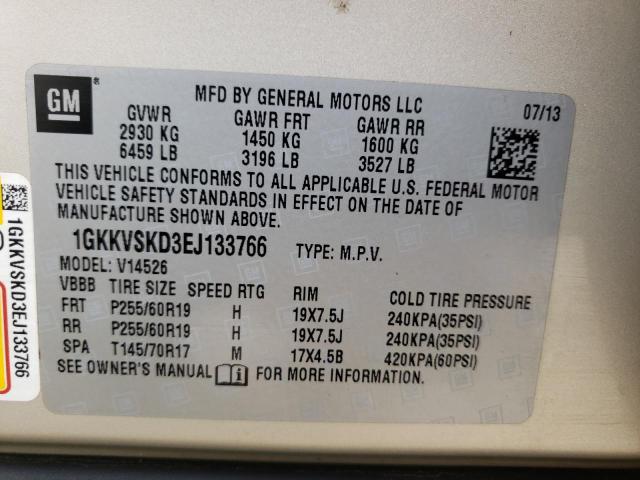 GM
®
MFD BY GENERAL MOTORS LLC
07/13
GVWR GAWR FRT GAWR RR
2930 KG 1450 KG 1600 KG
6459 LB 3196 LB 3527 LB
THIS VEHICLE CONFORMS TO ALL APPLICABLE U.S. FEDERAL MOTOR
VEHICLE SAFETY STANDARDS IN EFFECT ON THE DATE OF
MANUFACTURE SHOWN ABOVE.
1GKKVSKD3EJ133766 TYPE: M.P.V.
MODEL: V14526
VBBB TIRE SIZE SPEED RTG RIM COLD TIRE PRESSURE
FRT P255/60R19 H 19X7.5J 240KPA(35PSI)
RR P255/60R19 H 19X7.5J 240KPA(35PSI)
SPA T145/70R17 M 17X4.5B 420KPA(60PSI)
SEE OWNER'S MANUAL i FOR MORE INFORMATION.
1GKKVSKD3EJ133766